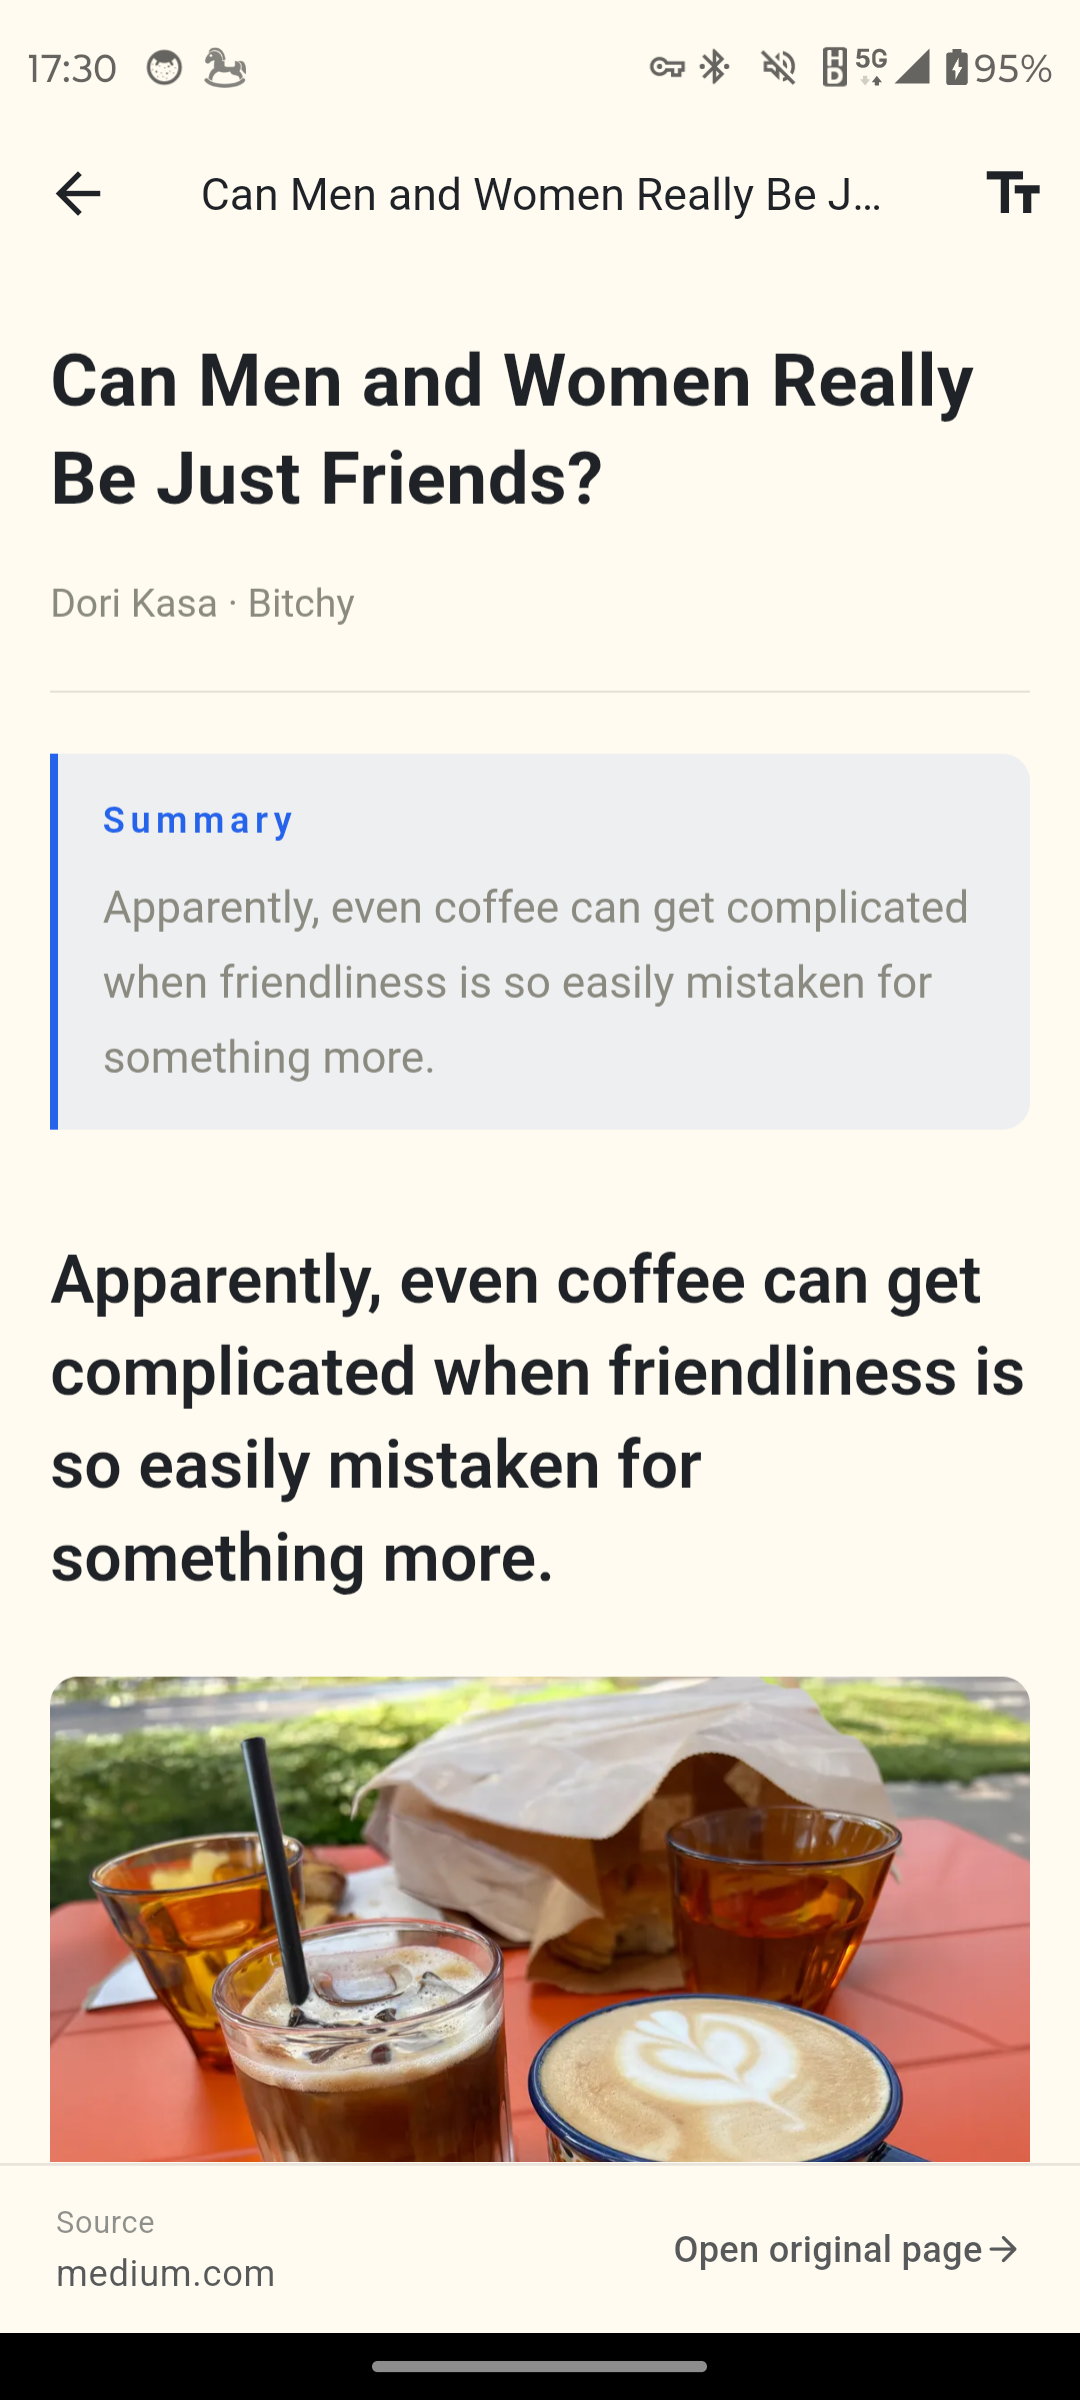 17:30
HD 5G 95%
Can Men and Women Really Be J...
Can Men and Women Really
Be Just Friends?
Dori Kasa · Bitchy
Summary
Apparently, even coffee can get complicated
when friendliness is so easily mistaken for
something more.
Apparently, even coffee can get
complicated when friendliness is
so easily mistaken for
something more.
Source
medium.com
Open original page